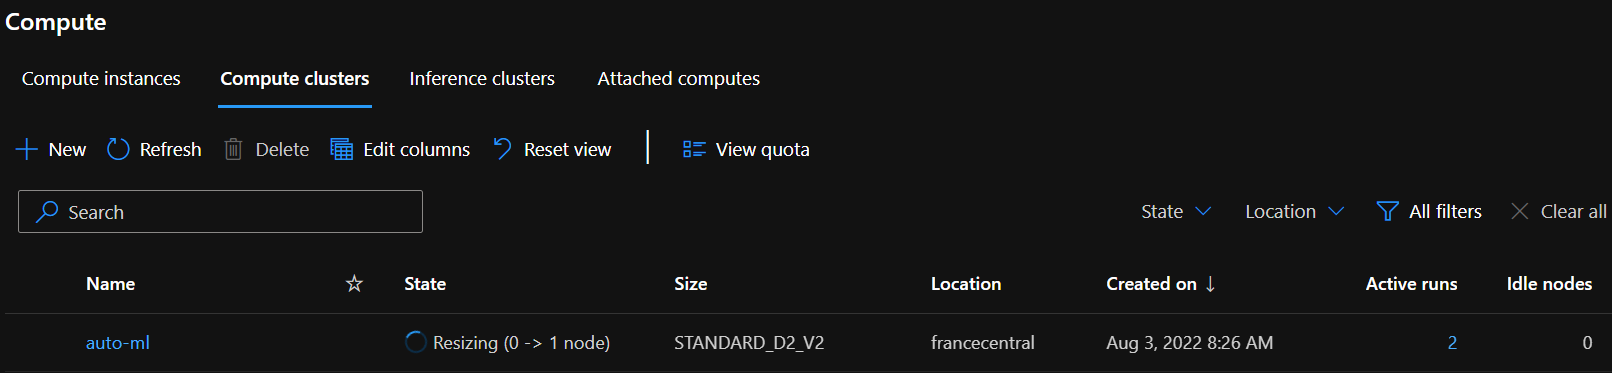 Compute
Compute instances Compute clusters Inference clusters Attached computes
New Refresh Delete Edit columns Reset view View quota
Search State Location All filters Clear all
Name State Size Location Created on ↓ Active runs Idle nodes
auto-ml Resizing (0 -> 1 node) STANDARD_D2_V2 francecentral Aug 3, 2022 8:26 AM 2 0